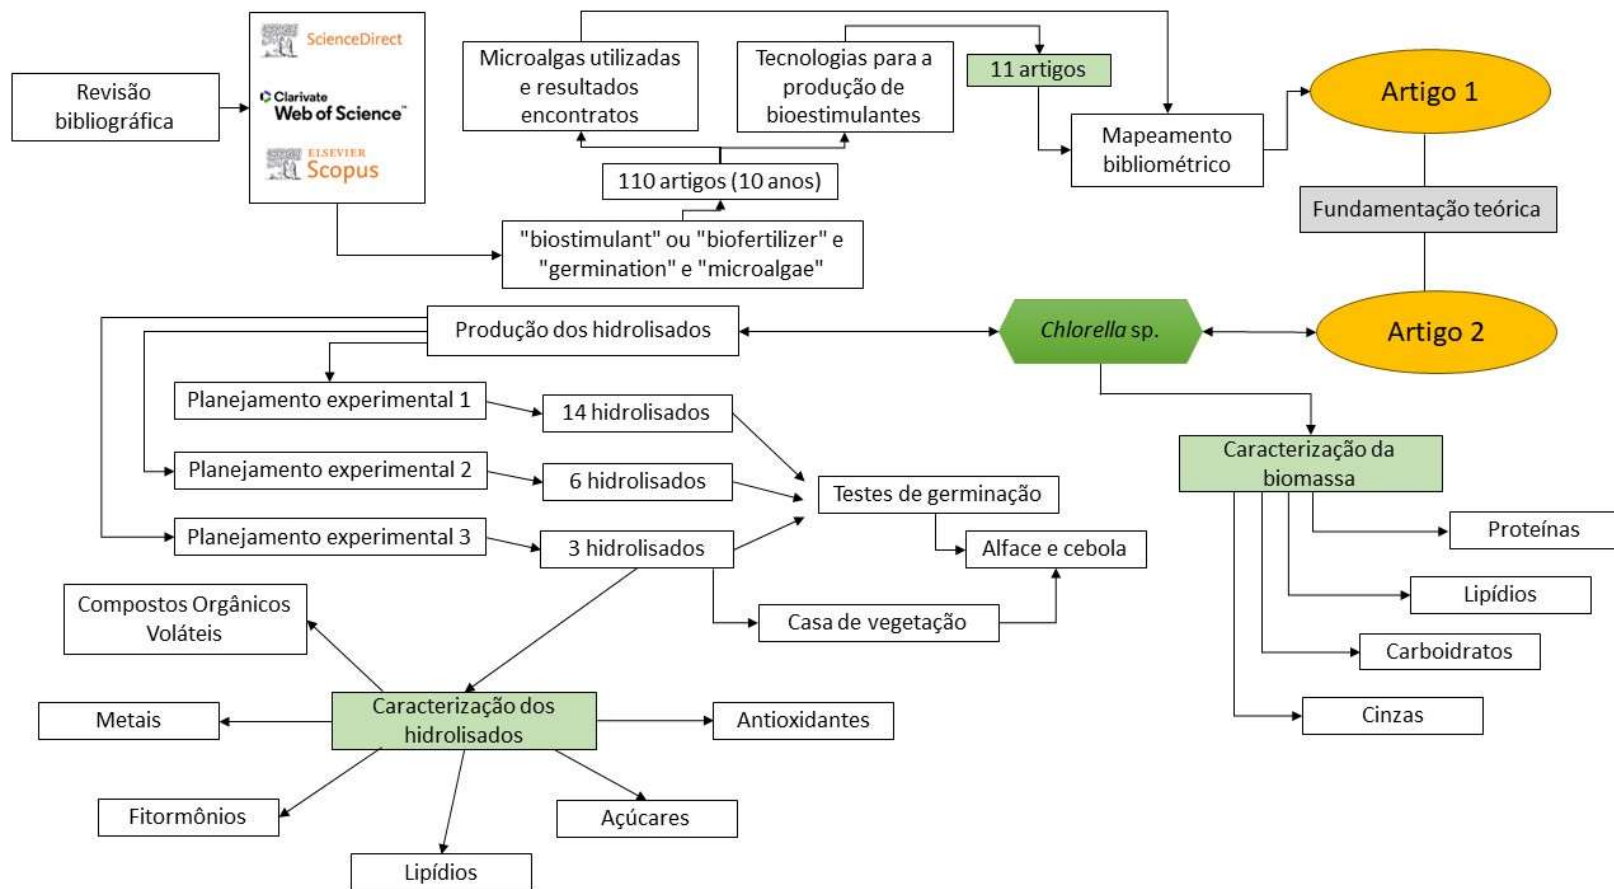 Revisão
bibliográfica
ScienceDirect
Clarivate
Web of Science™
ELSEVIER
Scopus
Microalgas utilizadas
e resultados
encontratos
Tecnologias para a
produção de
bioestimulantes
11 artigos
Mapeamento
bibliométrico
Artigo 1
110 artigos (10 anos)
"biostimulant" ou "biofertilizer" e
"germination" e "microalgae"
Fundamentação teórica
Produção dos hidrolisados
Chlorella sp.
Artigo 2
Planejamento experimental 1
14 hidrolisados
Planejamento experimental 2
6 hidrolisados
Planejamento experimental 3
3 hidrolisados
Testes de germinação
Alface e cebola
Casa de vegetação
Caracterização da
biomassa
Proteínas
Lipídios
Carboidratos
Cinzas
Compostos Orgânicos
Voláteis
Metais
Caracterização dos
hidrolisados
Antioxidantes
Fitormônios
Açúcares
Lipídios